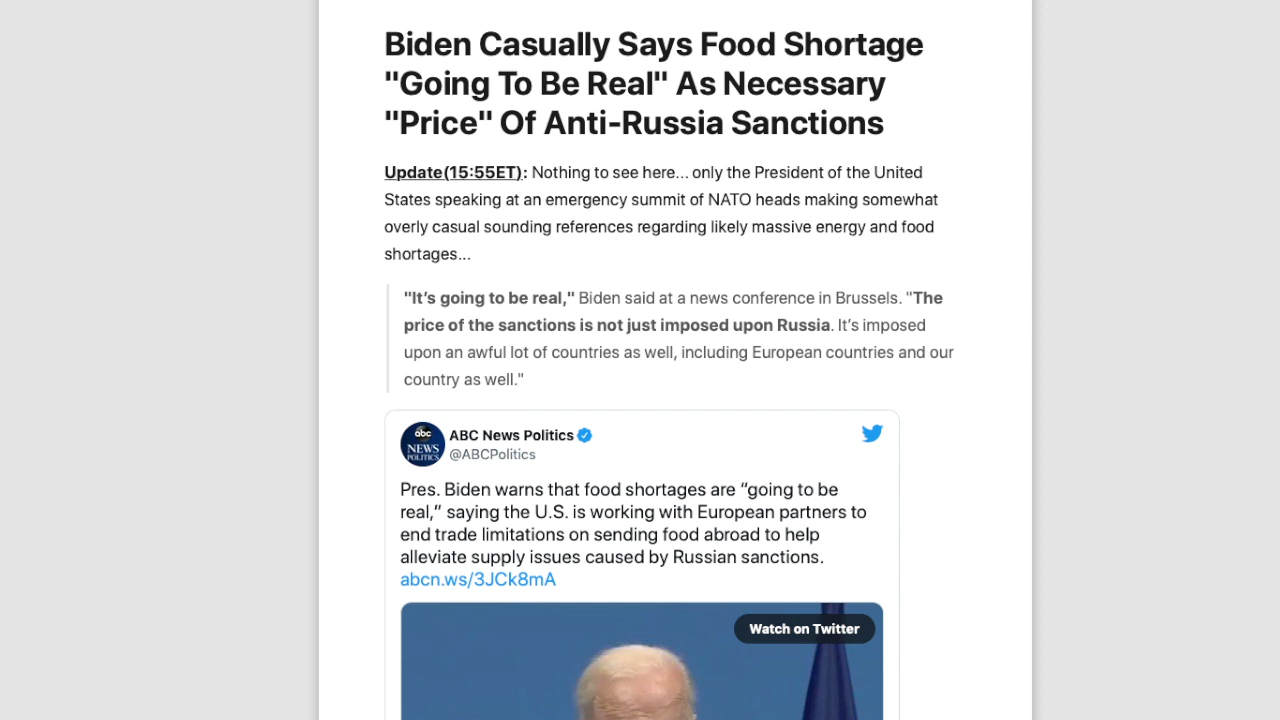 Biden Casually Says Food Shortage
"Going To Be Real" As Necessary
"Price" Of Anti-Russia Sanctions
Update(15:55ET): Nothing to see here... only the President of the United
States speaking at an emergency summit of NATO heads making somewhat
overly casual sounding references regarding likely massive energy and food
shortages...
"It’s going to be real," Biden said at a news conference in Brussels. "The
price of the sanctions is not just imposed upon Russia. It’s imposed
upon an awful lot of countries as well, including European countries and our
country as well."
abc
NEWS
POLITICS
ABC News Politics
@ABCPolitics
Pres. Biden warns that food shortages are “going to be
real,” saying the U.S. is working with European partners to
end trade limitations on sending food abroad to help
alleviate supply issues caused by Russian sanctions.
abcn.ws/3JCk8mA
Watch on Twitter